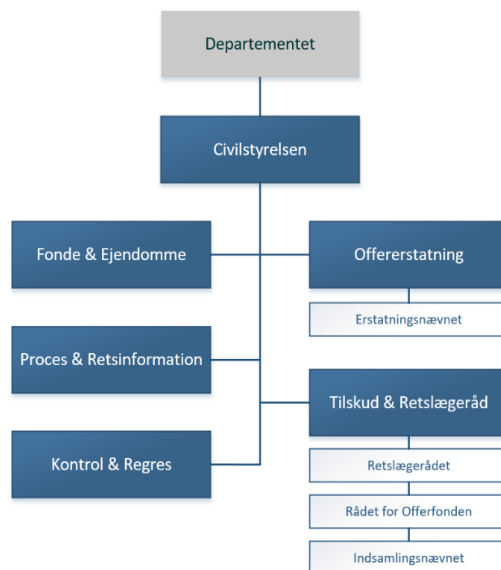 Departementet
Civilstyrelsen
Fonde & Ejendomme
Offererstatning
Erstatningsnævnet
Proces & Retsinformation
Tilskud & Retslægeråd
Kontrol & Regres
Retslægerådet
Rådet for Offerfonden
Indsamlingsnævnet